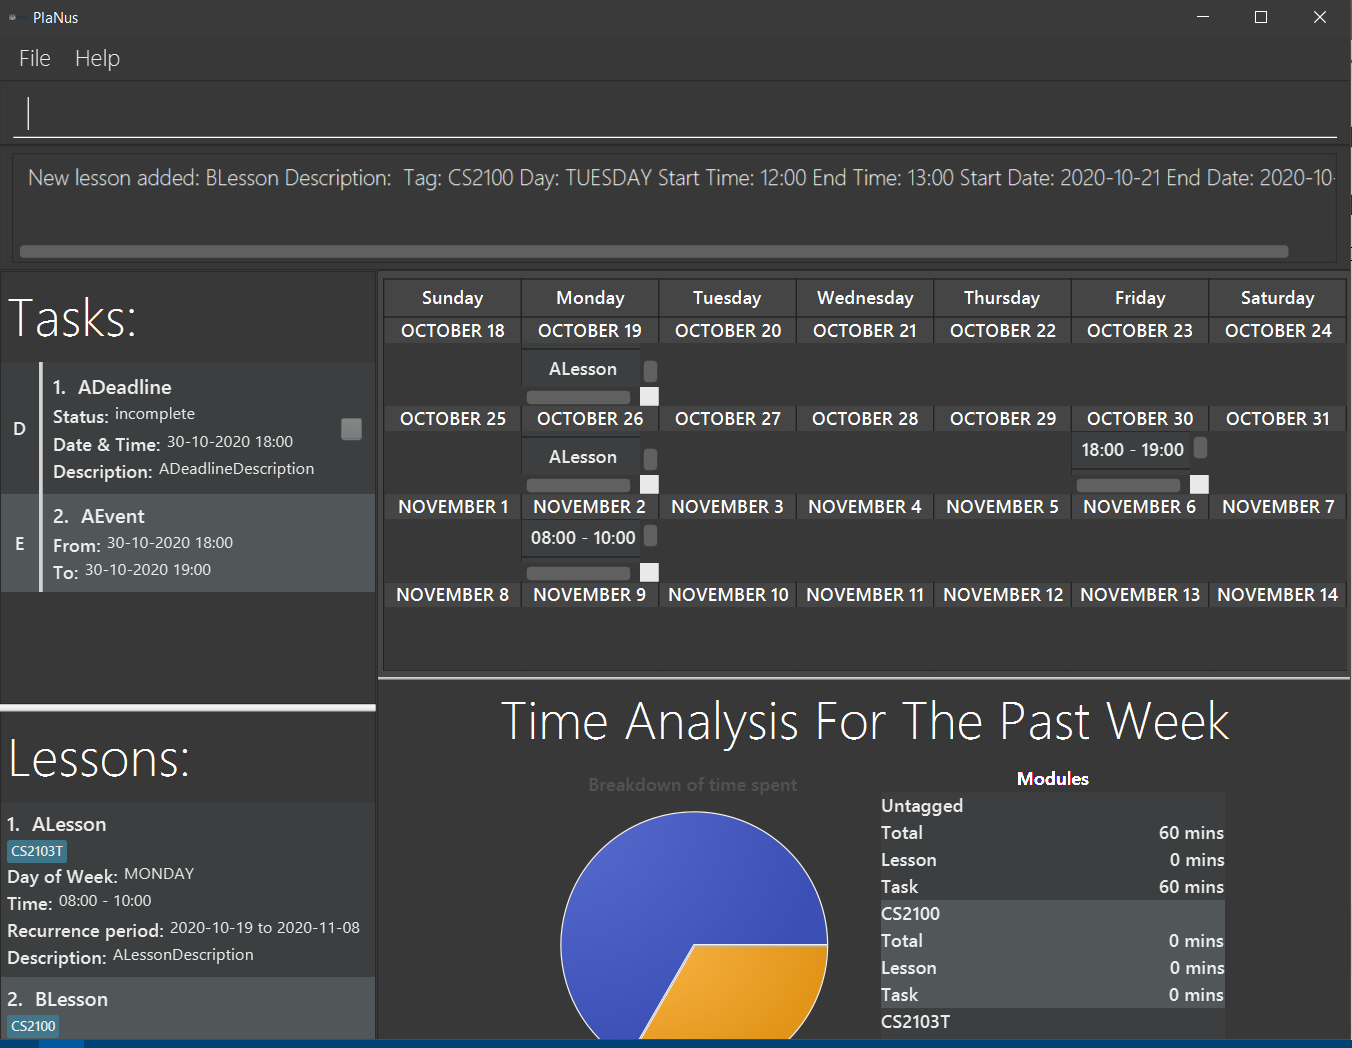 PlaNus
File Help
New lesson added: BLesson Description: Tag: CS2100 Day: TUESDAY Start Time: 12:00 End Time: 13:00 Start Date: 2020-10-21 End Date: 2020-10-
Tasks:
D
1. ADeadline
Status: incomplete
Date & Time: 30-10-2020 18:00
Description: ADeadlineDescription
E
2. AEvent
From: 30-10-2020 18:00
To: 30-10-2020 19:00
Lessons:
1. ALesson
CS2103T
Day of Week: MONDAY
Time: 08:00 - 10:00
Recurrence period: 2020-10-19 to 2020-11-08
Description: ALessonDescription
2. BLesson
CS2100
Sunday Monday Tuesday Wednesday Thursday Friday Saturday
OCTOBER 18 OCTOBER 19 OCTOBER 20 OCTOBER 21 OCTOBER 22 OCTOBER 23 OCTOBER 24
ALesson
OCTOBER 25 OCTOBER 26 OCTOBER 27 OCTOBER 28 OCTOBER 29 OCTOBER 30 OCTOBER 31
ALesson 18:00 - 19:00
NOVEMBER 1 NOVEMBER 2 NOVEMBER 3 NOVEMBER 4 NOVEMBER 5 NOVEMBER 6 NOVEMBER 7
08:00 - 10:00
NOVEMBER 8 NOVEMBER 9 NOVEMBER 10 NOVEMBER 11 NOVEMBER 12 NOVEMBER 13 NOVEMBER 14
Time Analysis For The Past Week
Breakdown of time spent
Modules
Untagged
Total 60 mins
Lesson 0 mins
Task 60 mins
CS2100
Total 0 mins
Lesson 0 mins
Task 0 mins
CS2103T